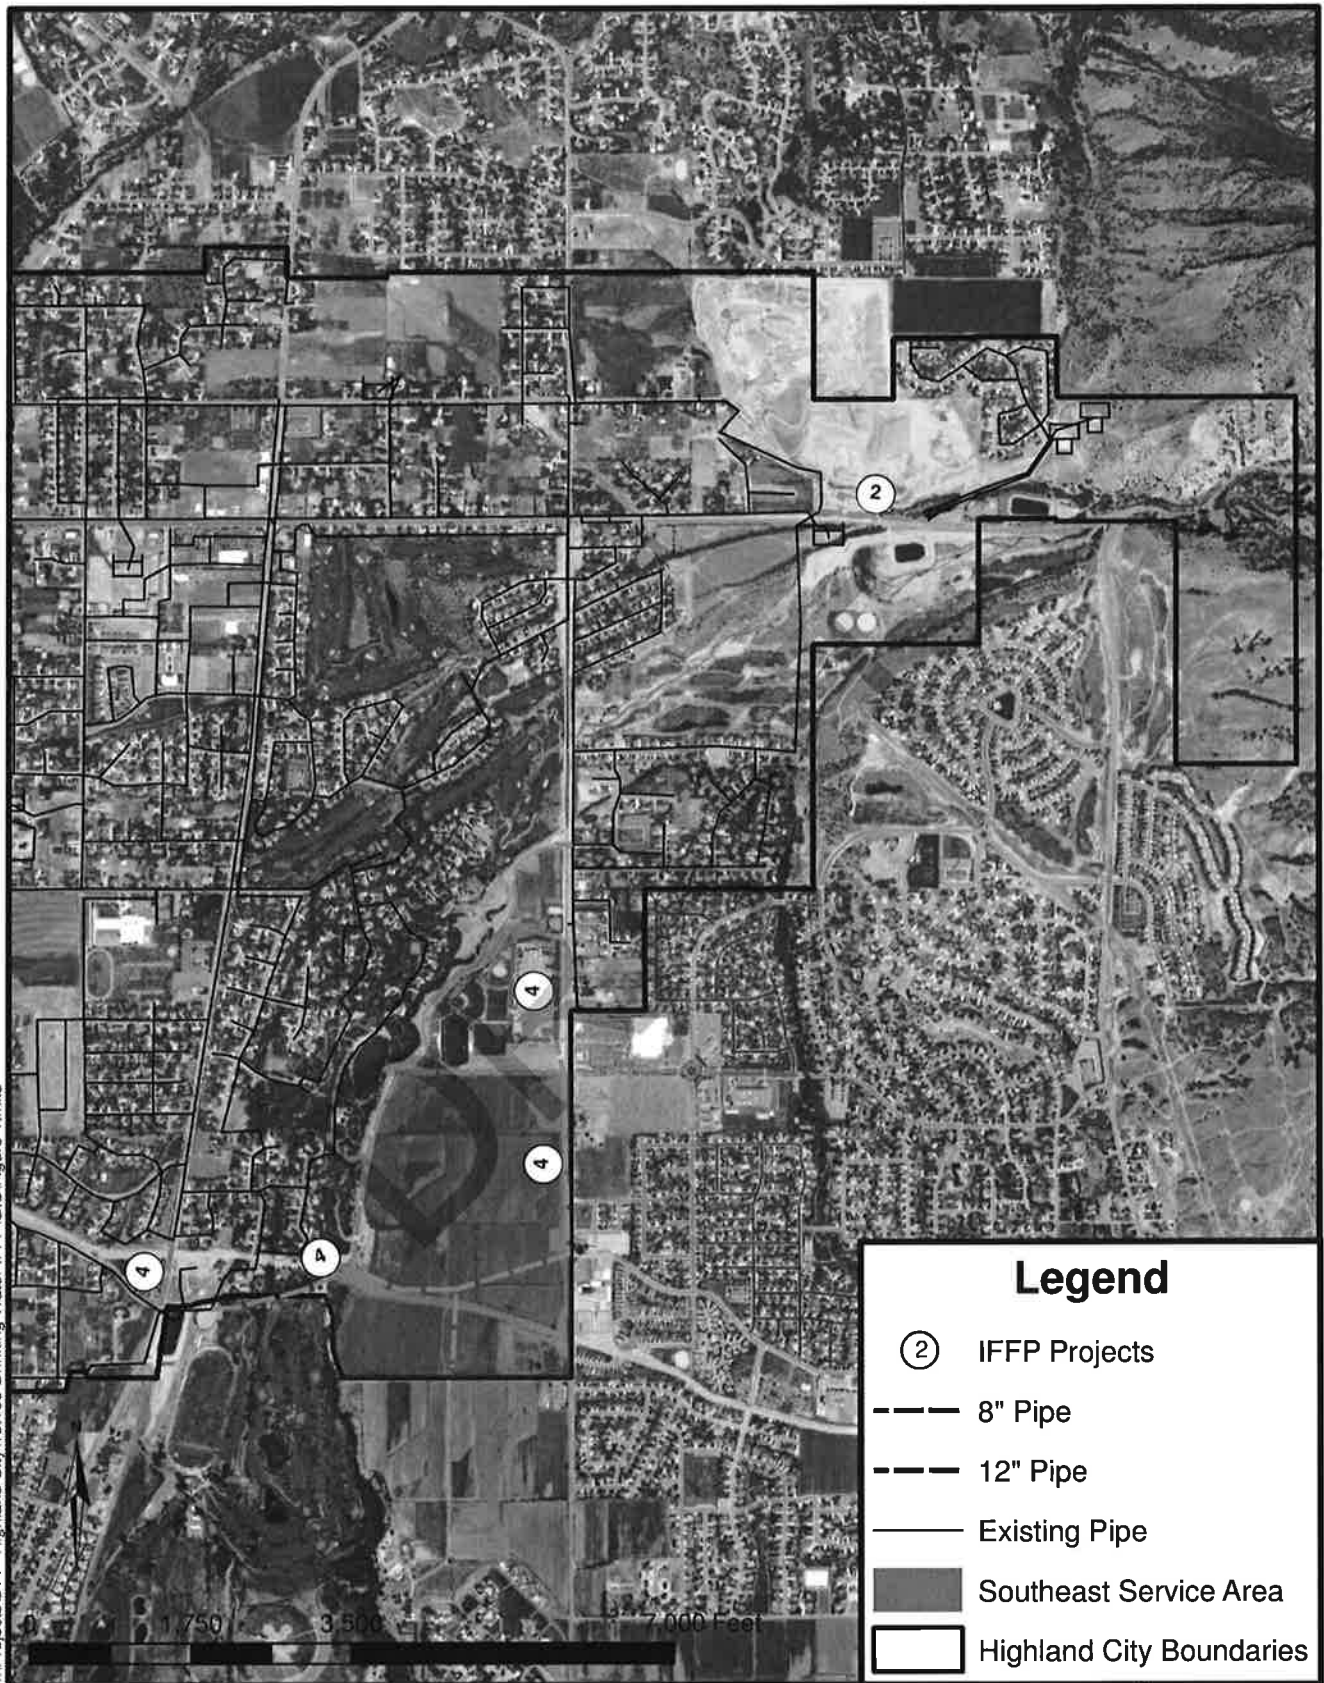 2
4
4
4
4
Legend
2 IFFP Projects
8" Pipe
12" Pipe
Existing Pipe
Southeast Service Area
Highland City Boundaries
0 1,750 3,500 7,000 Feet